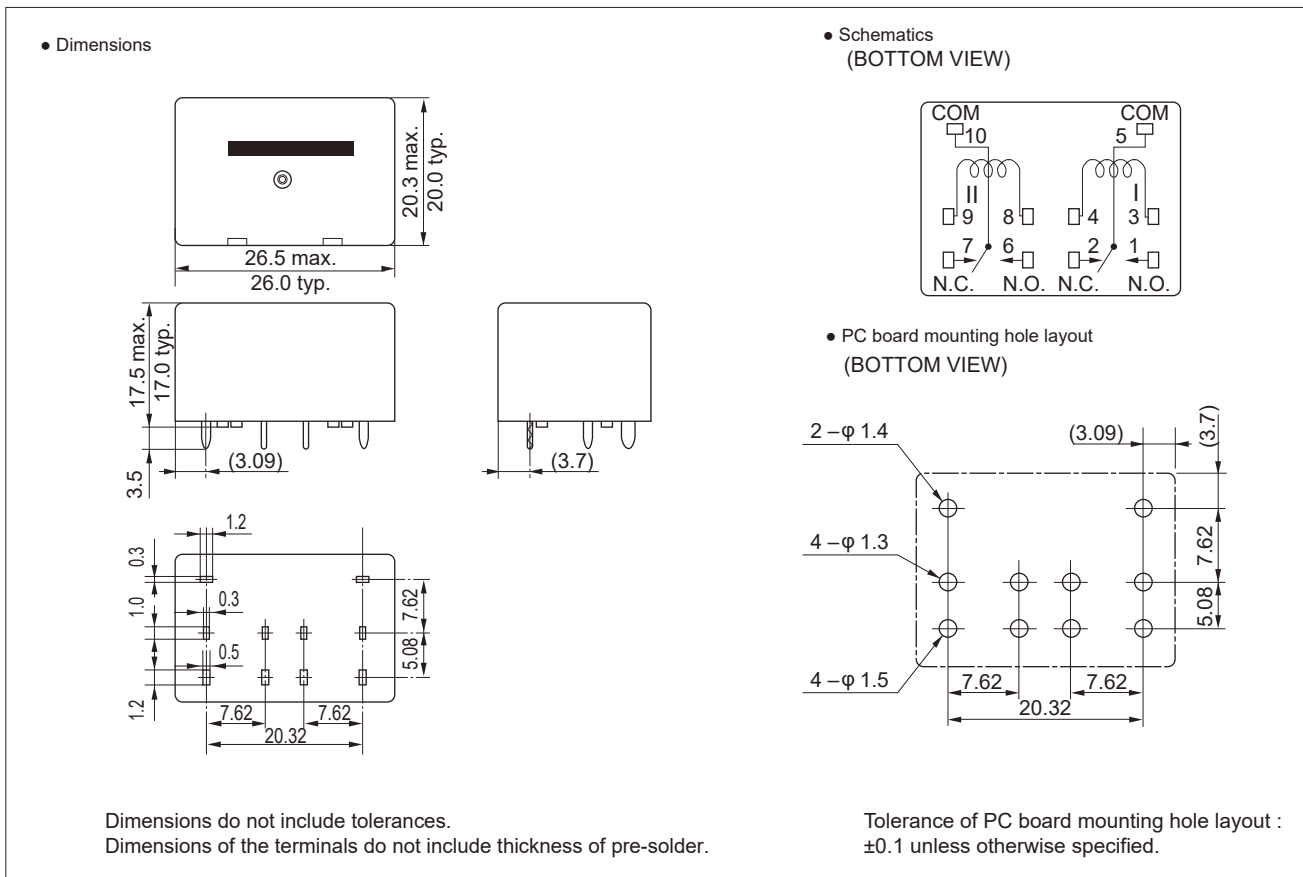 ● Dimensions
20.3 max.
20.0 typ.
26.5 max.
26.0 typ.
17.5 max.
17.0 typ.
3.5
(3.09)
(3.7)
1.2
0.3
1.0
0.3
0.5
1.2
7.62
5.08
7.62
7.62
20.32
Dimensions do not include tolerances.
Dimensions of the terminals do not include thickness of pre-solder.
● Schematics
(BOTTOM VIEW)
COM
COM
10
5
II
I
9
8
4
3
7
6
2
1
N.C.
N.O.
N.C.
N.O.
● PC board mounting hole layout
(BOTTOM VIEW)
2 –φ 1.4
(3.09)
(3.7)
4 –φ 1.3
7.62
5.08
4 –φ 1.5
7.62
7.62
20.32
Tolerance of PC board mounting hole layout :
±0.1 unless otherwise specified.